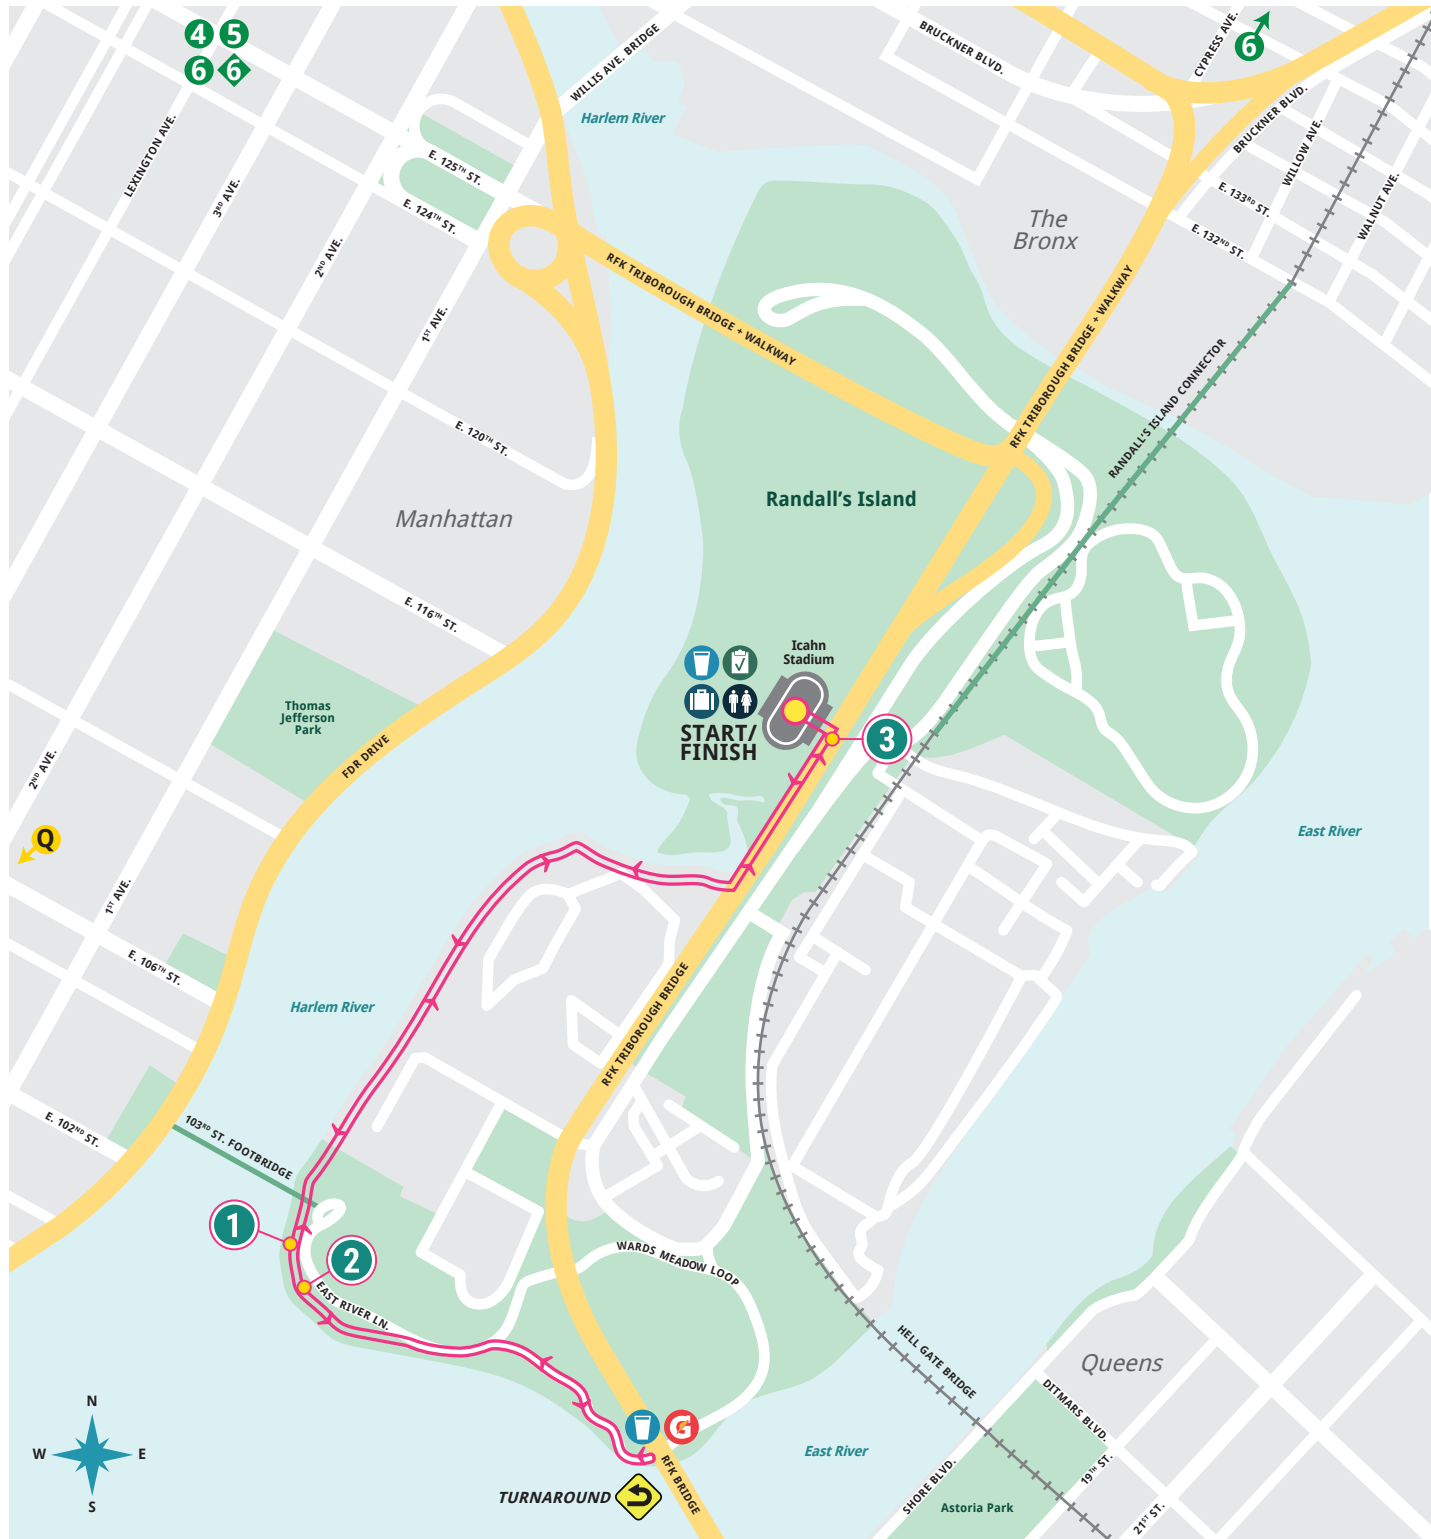 4 5
6 6
WILLIS AVE. BRIDGE
Harlem River
BRUCKNER BLVD.
CYPRESS AVE.
6
BRUCKNER BLVD.
WILLOW AVE.
WALNUT AVE.
E. 133RD ST.
E. 132ND ST.
The
Bronx
LEXINGTON AVE.
3RD AVE.
2ND AVE.
1ST AVE.
E. 125TH ST.
E. 124TH ST.
RFK TRIBOROUGH BRIDGE + WALKWAY
RFK TRIBOROUGH BRIDGE + WALKWAY
RANDALL'S ISLAND CONNECTOR
E. 120TH ST.
Manhattan
Randall's Island
E. 116TH ST.
Icahn
Stadium
START/
FINISH
3
Thomas
Jefferson
Park
FDR DRIVE
2ND AVE.
Q
East River
1ST AVE.
E. 106TH ST.
Harlem River
RFK TRIBOROUGH BRIDGE
E. 102ND ST.
103RD ST. FOOTBRIDGE
1
2
EAST RIVER LN.
WARDS MEADOW LOOP
HELL GATE BRIDGE
Queens
DITMARS BLVD.
19TH ST.
21ST ST.
SHORE BLVD.
Astoria Park
East River
G
RFK BRIDGE
TURNAROUND
N
W E
S